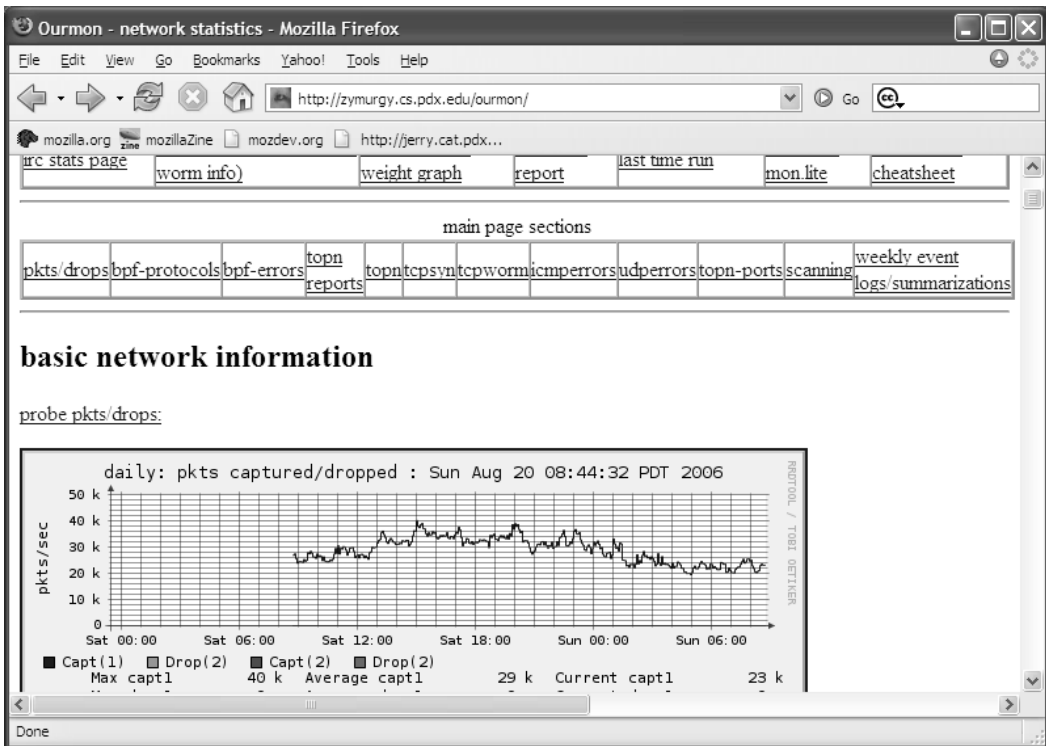 Ourmon - network statistics - Mozilla Firefox
File Edit View Go Bookmarks Yahoo! Tools Help
http://zymurgy.cs.pdx.edu/ourmon/ Go
mozilla.org mozillaZine mozdev.org http://jerry.cat.pdx...
irc stats page worm info) weight graph report last time run mon.lite cheatsheet
main page sections
pkts/drops bpf-protocols bpf-errors topn reports topn tcpsyn tcpworm icmperrors udperrors topn-ports scanning weekly event logs/summarizations
basic network information
probe pkts/drops:
daily: pkts captured/dropped : Sun Aug 20 08:44:32 PDT 2006
RRDTOOL / TOBI OETIKER
pkts/sec
50 k
40 k
30 k
20 k
10 k
0
Sat 00:00 Sat 06:00 Sat 12:00 Sat 18:00 Sun 00:00 Sun 06:00
Capt(1) Drop(2) Capt(2) Drop(2)
Max capt1 40 k Average capt1 29 k Current capt1 23 k
Done